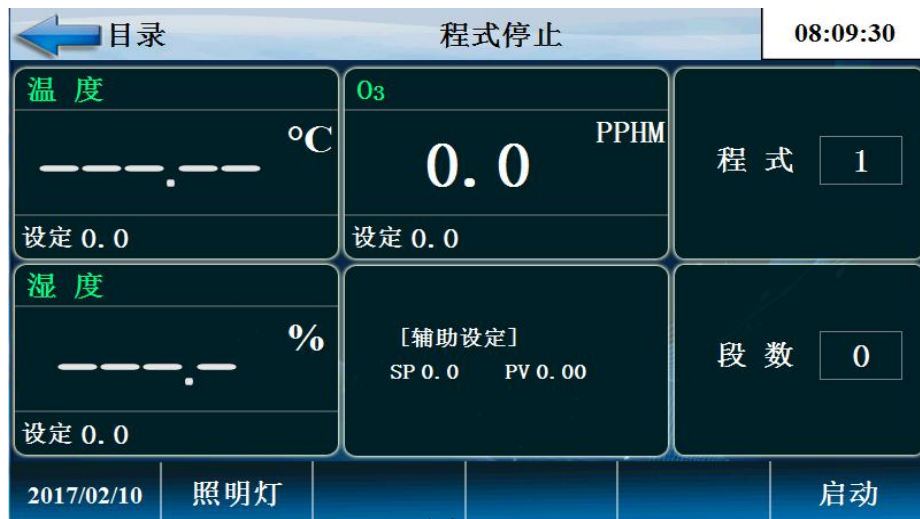 目录 程式停止 08:09:30
温 度
°C
---.--
设定 0.0
O3
PPHM
0.0
设定 0.0
程 式 1
湿 度
%
---.-
设定 0.0
[辅助设定]
SP 0.0 PV 0.00
段 数 0
2017/02/10 照明灯 启动